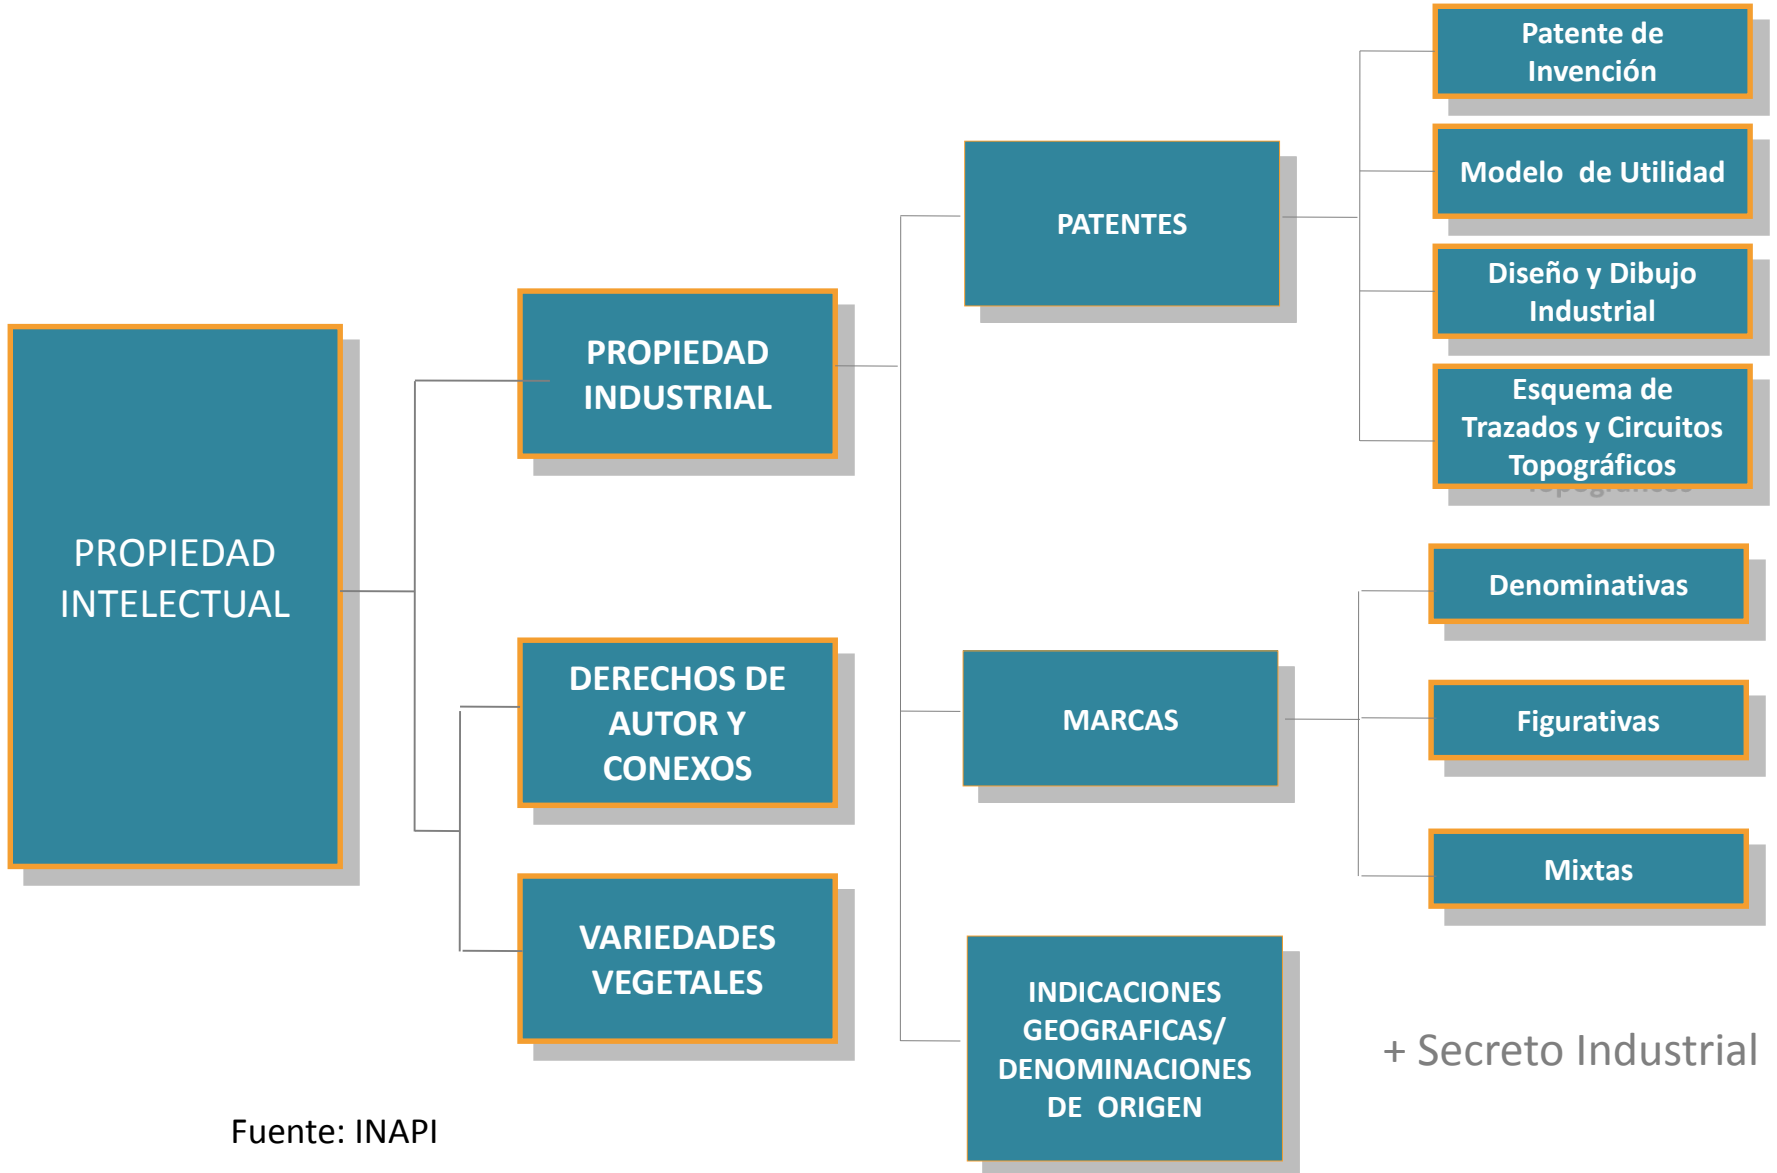 PROPIEDAD
INTELECTUAL
PROPIEDAD
INDUSTRIAL
DERECHOS DE
AUTOR Y
CONEXOS
VARIEDADES
VEGETALES
PATENTES
MARCAS
INDICACIONES
GEOGRAFICAS/
DENOMINACIONES
DE ORIGEN
Patente de
Invención
Modelo de Utilidad
Diseño y Dibujo
Industrial
Esquema de
Trazados y Circuitos
Topográficos
Denominativas
Figurativas
Mixtas
+ Secreto Industrial
Fuente: INAPI